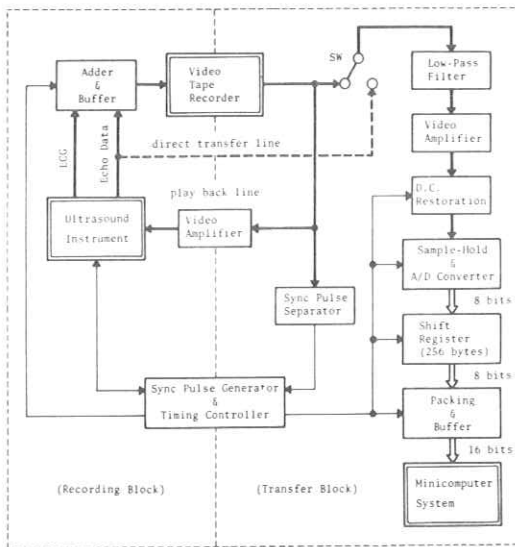 SW
Adder
&
Buffer
Video
Tape
Recorder
Low-Pass
Filter
Video
Amplifier
ECG
Echo Data
direct transfer line
play back line
D.C.
Restoration
Ultrasound
Instrument
Video
Amplifier
Sample-Hold
&
A/D Converter
8 bits
Sync Pulse
Separator
Shift
Register
(256 bytes)
8 bits
Sync Pulse Generator
&
Timing Controller
Packing
&
Buffer
16 bits
(Recording Block)
(Transfer Block)
Minicomputer
System